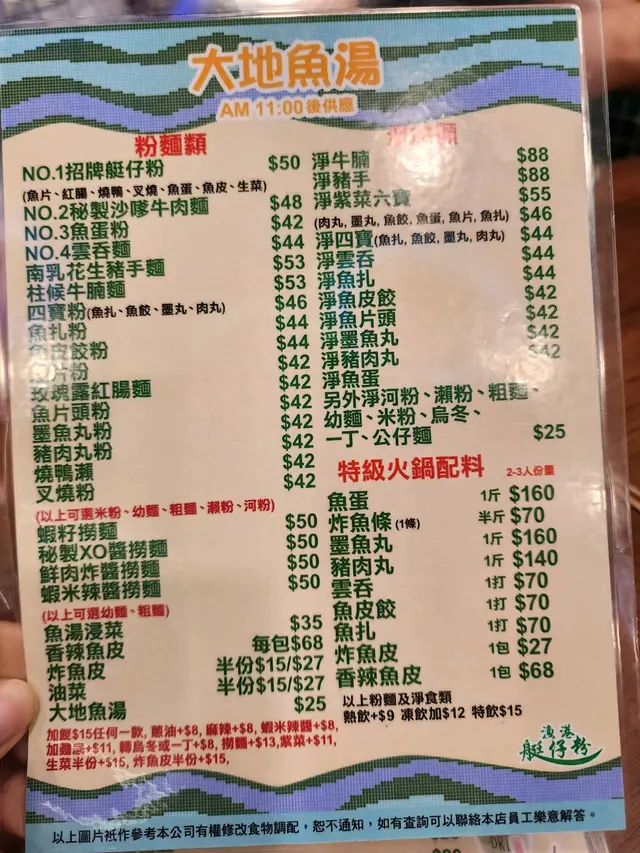 大地魚湯
AM 11:00後供應
粉麵類
NO.1招牌艇仔粉 $50
(魚片、紅腸、燒鴨、叉燒、魚蛋、魚皮、生菜)
NO.2秘製沙嗲牛肉麵 $48
NO.3魚蛋粉 $42
NO.4雲吞麵 $44
南乳花生豬手麵 $53
柱候牛腩麵 $53
四寶粉(魚扎、魚餃、墨丸、肉丸) $46
魚扎粉 $44
魚皮餃粉 $44
片粉 $42
玫瑰露紅腸麵 $42
魚片頭粉 $42
墨魚丸粉 $42
豬肉丸粉 $42
燒鴨瀨 $42
叉燒粉 $42
(以上可選米粉、幼麵、粗麵、瀨粉、河粉)
蝦籽撈麵 $50
秘製XO醬撈麵 $50
鮮肉炸醬撈麵 $50
蝦米辣醬撈麵 $50
(以上可選幼麵、粗麵)
魚湯浸菜 $35
香辣魚皮 每包$68
炸魚皮 半份$15/$27
油菜 半份$15/$27
大地魚湯 $25
加餸$15任何一款, 蔥油+$8, 麻辣+$8, 蝦米辣醬+$8,
加麵底+$11, 轉烏冬或一丁+$8, 撈麵+$13,紫菜+$11,
生菜半份+$15, 炸魚皮半份+$15,
淨牛腩 $88
淨豬手 $88
淨紫菜六寶 $55
(肉丸, 墨丸, 魚餃, 魚蛋, 魚片, 魚扎)
淨四寶(魚扎, 魚餃, 墨丸, 肉丸) $46
淨雲吞 $44
淨魚扎 $44
淨魚皮餃 $44
淨魚片頭 $42
淨墨魚丸 $42
淨豬肉丸 $42
淨魚蛋 $42
另外淨河粉、瀨粉、粗麵、
幼麵、米粉、烏冬、
一丁、公仔麵 $25
特級火鍋配料 2-3人份量
魚蛋 1斤 $160
炸魚條(1條) 半斤 $70
墨魚丸 1斤 $160
豬肉丸 1斤 $140
雲吞 1打 $70
魚皮餃 1打 $70
魚扎 1打 $70
炸魚皮 1包 $27
香辣魚皮 1包 $68
以上粉麵及淨食類
熱飲+$9 凍飲加$12 特飲$15
漁港
艇仔粉
以上圖片祗作參考本公司有權修改食物調配，恕不通知，如有查詢可以聯絡本店員工樂意解答。